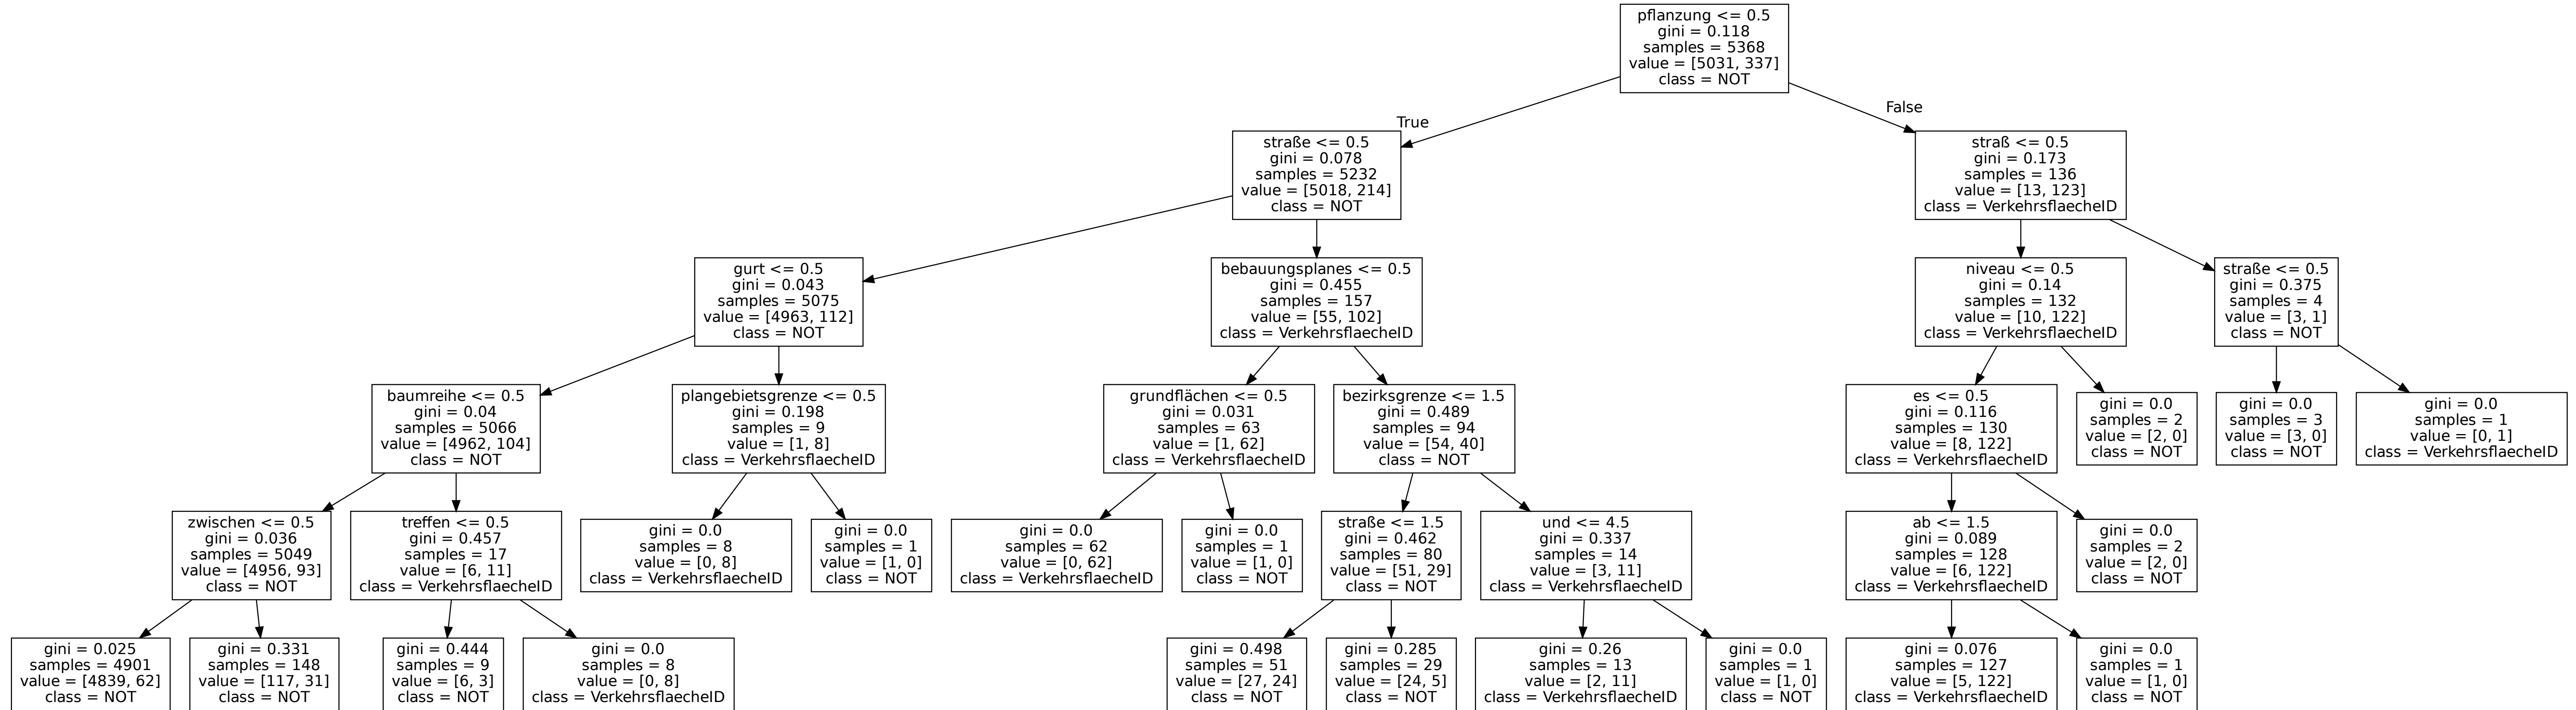 pflanzung <= 0.5
gini = 0.118
samples = 5368
value = [5031, 337]
class = NOT
True
False
straße <= 0.5
gini = 0.078
samples = 5232
value = [5018, 214]
class = NOT
straß <= 0.5
gini = 0.173
samples = 136
value = [13, 123]
class = VerkehrsflaecheID
gurt <= 0.5
gini = 0.043
samples = 5075
value = [4963, 112]
class = NOT
bebauungsplanes <= 0.5
gini = 0.455
samples = 157
value = [55, 102]
class = VerkehrsflaecheID
niveau <= 0.5
gini = 0.14
samples = 132
value = [10, 122]
class = VerkehrsflaecheID
straße <= 0.5
gini = 0.375
samples = 4
value = [3, 1]
class = NOT
baumreihe <= 0.5
gini = 0.04
samples = 5066
value = [4962, 104]
class = NOT
plangebietsgrenze <= 0.5
gini = 0.198
samples = 9
value = [1, 8]
class = VerkehrsflaecheID
grundflächen <= 0.5
gini = 0.031
samples = 63
value = [1, 62]
class = VerkehrsflaecheID
bezirksgrenze <= 1.5
gini = 0.489
samples = 94
value = [54, 40]
class = NOT
es <= 0.5
gini = 0.116
samples = 130
value = [8, 122]
class = VerkehrsflaecheID
gini = 0.0
samples = 2
value = [2, 0]
class = NOT
gini = 0.0
samples = 3
value = [3, 0]
class = NOT
gini = 0.0
samples = 1
value = [0, 1]
class = VerkehrsflaecheID
zwischen <= 0.5
gini = 0.036
samples = 5049
value = [4956, 93]
class = NOT
treffen <= 0.5
gini = 0.457
samples = 17
value = [6, 11]
class = VerkehrsflaecheID
gini = 0.0
samples = 8
value = [0, 8]
class = VerkehrsflaecheID
gini = 0.0
samples = 1
value = [1, 0]
class = NOT
gini = 0.0
samples = 62
value = [0, 62]
class = VerkehrsflaecheID
gini = 0.0
samples = 1
value = [1, 0]
class = NOT
straße <= 1.5
gini = 0.462
samples = 80
value = [51, 29]
class = NOT
und <= 4.5
gini = 0.337
samples = 14
value = [3, 11]
class = VerkehrsflaecheID
ab <= 1.5
gini = 0.089
samples = 128
value = [6, 122]
class = VerkehrsflaecheID
gini = 0.0
samples = 2
value = [2, 0]
class = NOT
gini = 0.025
samples = 4901
value = [4839, 62]
class = NOT
gini = 0.331
samples = 148
value = [117, 31]
class = NOT
gini = 0.444
samples = 9
value = [6, 3]
class = NOT
gini = 0.0
samples = 8
value = [0, 8]
class = VerkehrsflaecheID
gini = 0.498
samples = 51
value = [27, 24]
class = NOT
gini = 0.285
samples = 29
value = [24, 5]
class = NOT
gini = 0.26
samples = 13
value = [2, 11]
class = VerkehrsflaecheID
gini = 0.0
samples = 1
value = [1, 0]
class = NOT
gini = 0.076
samples = 127
value = [5, 122]
class = VerkehrsflaecheID
gini = 0.0
samples = 1
value = [1, 0]
class = NOT